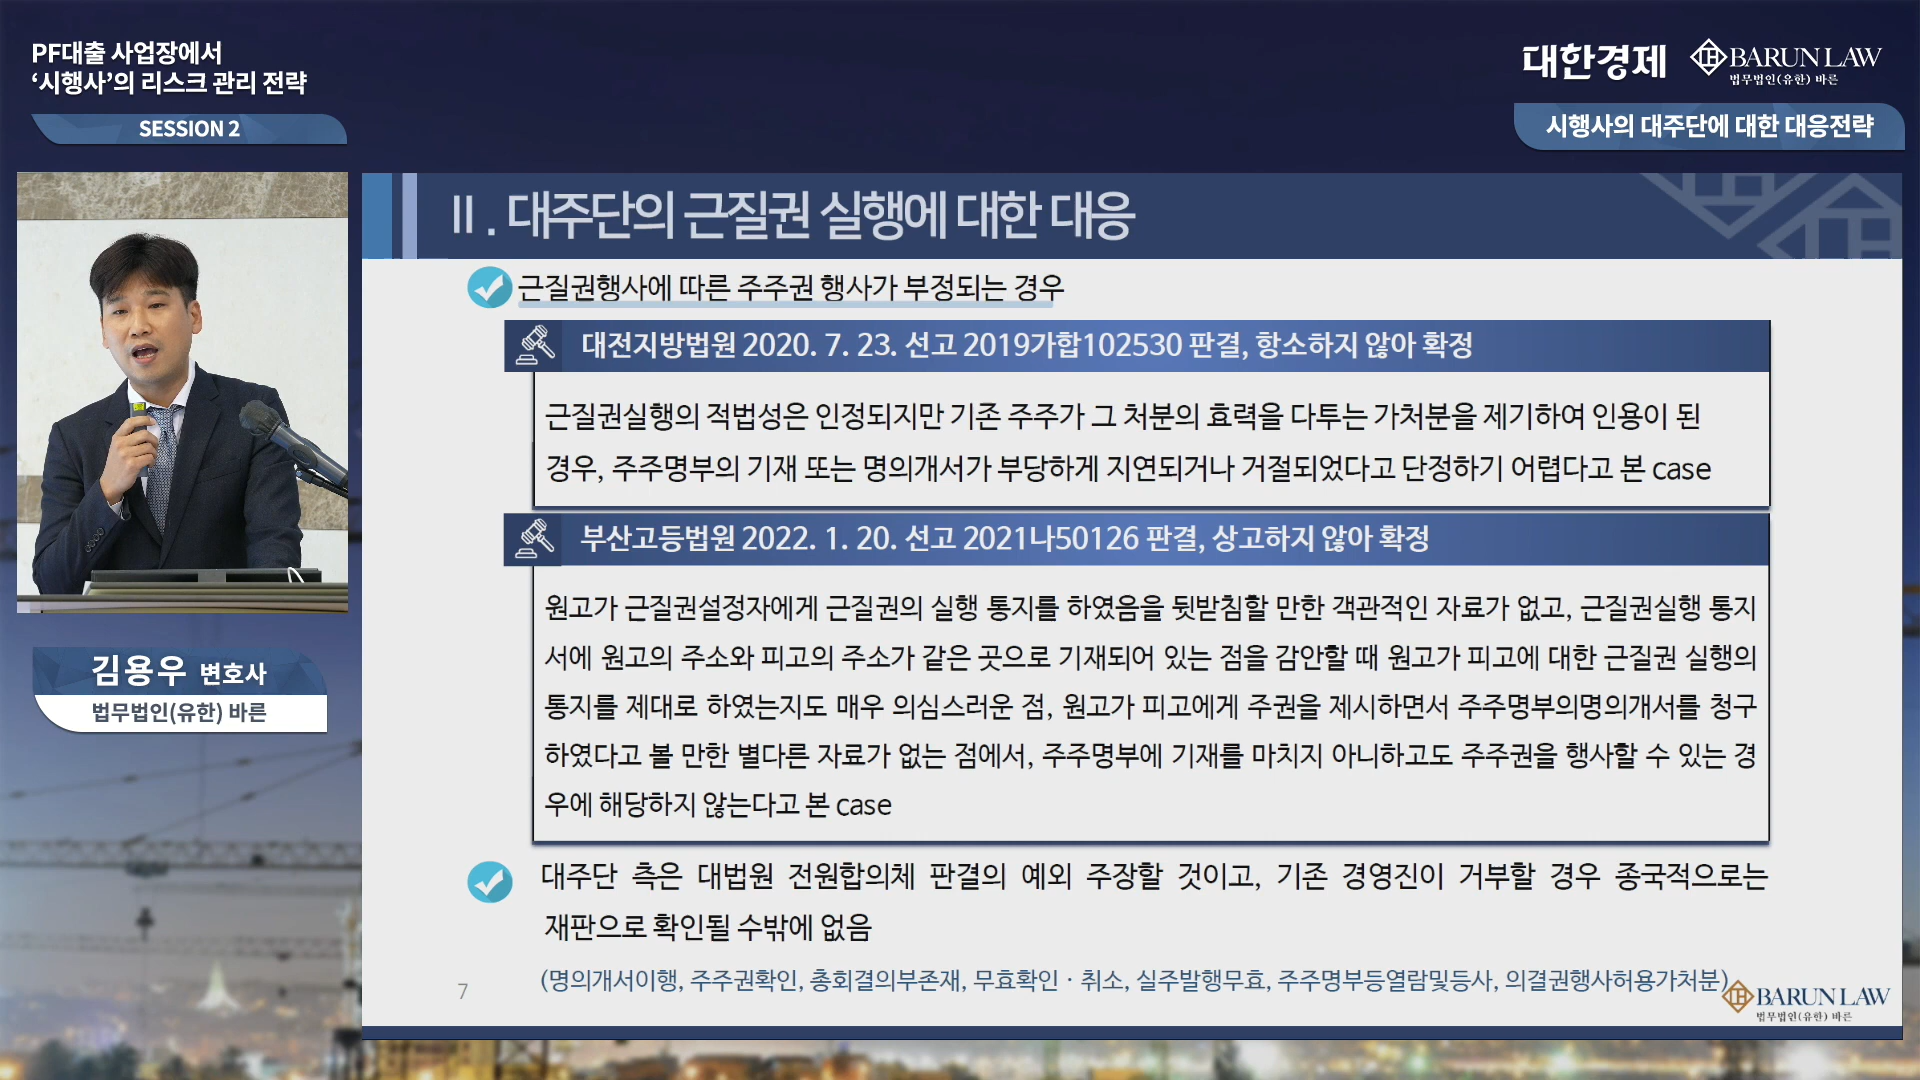 PF대출 사업장에서
‘시행사’의 리스크 관리 전략
SESSION 2
대한경제
BARUN LAW
법무법인(유한) 바른
시행사의 대주단에 대한 대응전략
김용우 변호사
법무법인(유한) 바른
II. 대주단의 근질권 실행에 대한 대응
근질권행사에 따른 주주권 행사가 부정되는 경우
대전지방법원 2020. 7. 23. 선고 2019가합102530 판결, 항소하지 않아 확정
근질권실행의 적법성은 인정되지만 기존 주주가 그 처분의 효력을 다투는 가처분을 제기하여 인용이 된
경우, 주주명부의 기재 또는 명의개서가 부당하게 지연되거나 거절되었다고 단정하기 어렵다고 본 case
부산고등법원 2022. 1. 20. 선고 2021나50126 판결, 상고하지 않아 확정
원고가 근질권설정자에게 근질권의 실행 통지를 하였음을 뒷받침할 만한 객관적인 자료가 없고, 근질권실행 통지
서에 원고의 주소와 피고의 주소가 같은 곳으로 기재되어 있는 점을 감안할 때 원고가 피고에 대한 근질권 실행의
통지를 제대로 하였는지도 매우 의심스러운 점, 원고가 피고에게 주권을 제시하면서 주주명부의명의개서를 청구
하였다고 볼 만한 별다른 자료가 없는 점에서, 주주명부에 기재를 마치지 아니하고도 주주권을 행사할 수 있는 경
우에 해당하지 않는다고 본 case
대주단 측은 대법원 전원합의체 판결의 예외 주장할 것이고, 기존 경영진이 거부할 경우 종국적으로는
재판으로 확인될 수밖에 없음
(명의개서이행, 주주권확인, 총회결의부존재, 무효확인·취소, 실주발행무효, 주주명부등열람및등사, 의결권행사허용가처분)
7
BARUN LAW
법무법인(유한) 바른